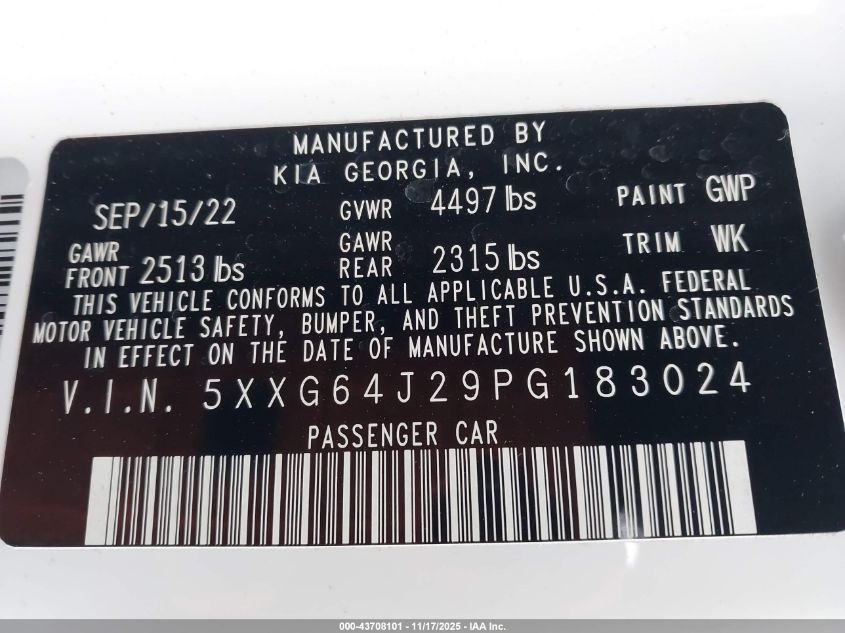 MANUFACTURED BY
KIA GEORGIA, INC.
SEP/15/22 GVWR 4497 lbs PAINT GWP
GAWR FRONT 2513 lbs GAWR REAR 2315 lbs TRIM WK
THIS VEHICLE CONFORMS TO ALL APPLICABLE U.S.A. FEDERAL
MOTOR VEHICLE SAFETY, BUMPER, AND THEFT PREVENTION STANDARDS
IN EFFECT ON THE DATE OF MANUFACTURE SHOWN ABOVE.
V.I.N. 5XXG64J29PG183024
PASSENGER CAR
000-43708101 - 11/17/2025 - IAA Inc.